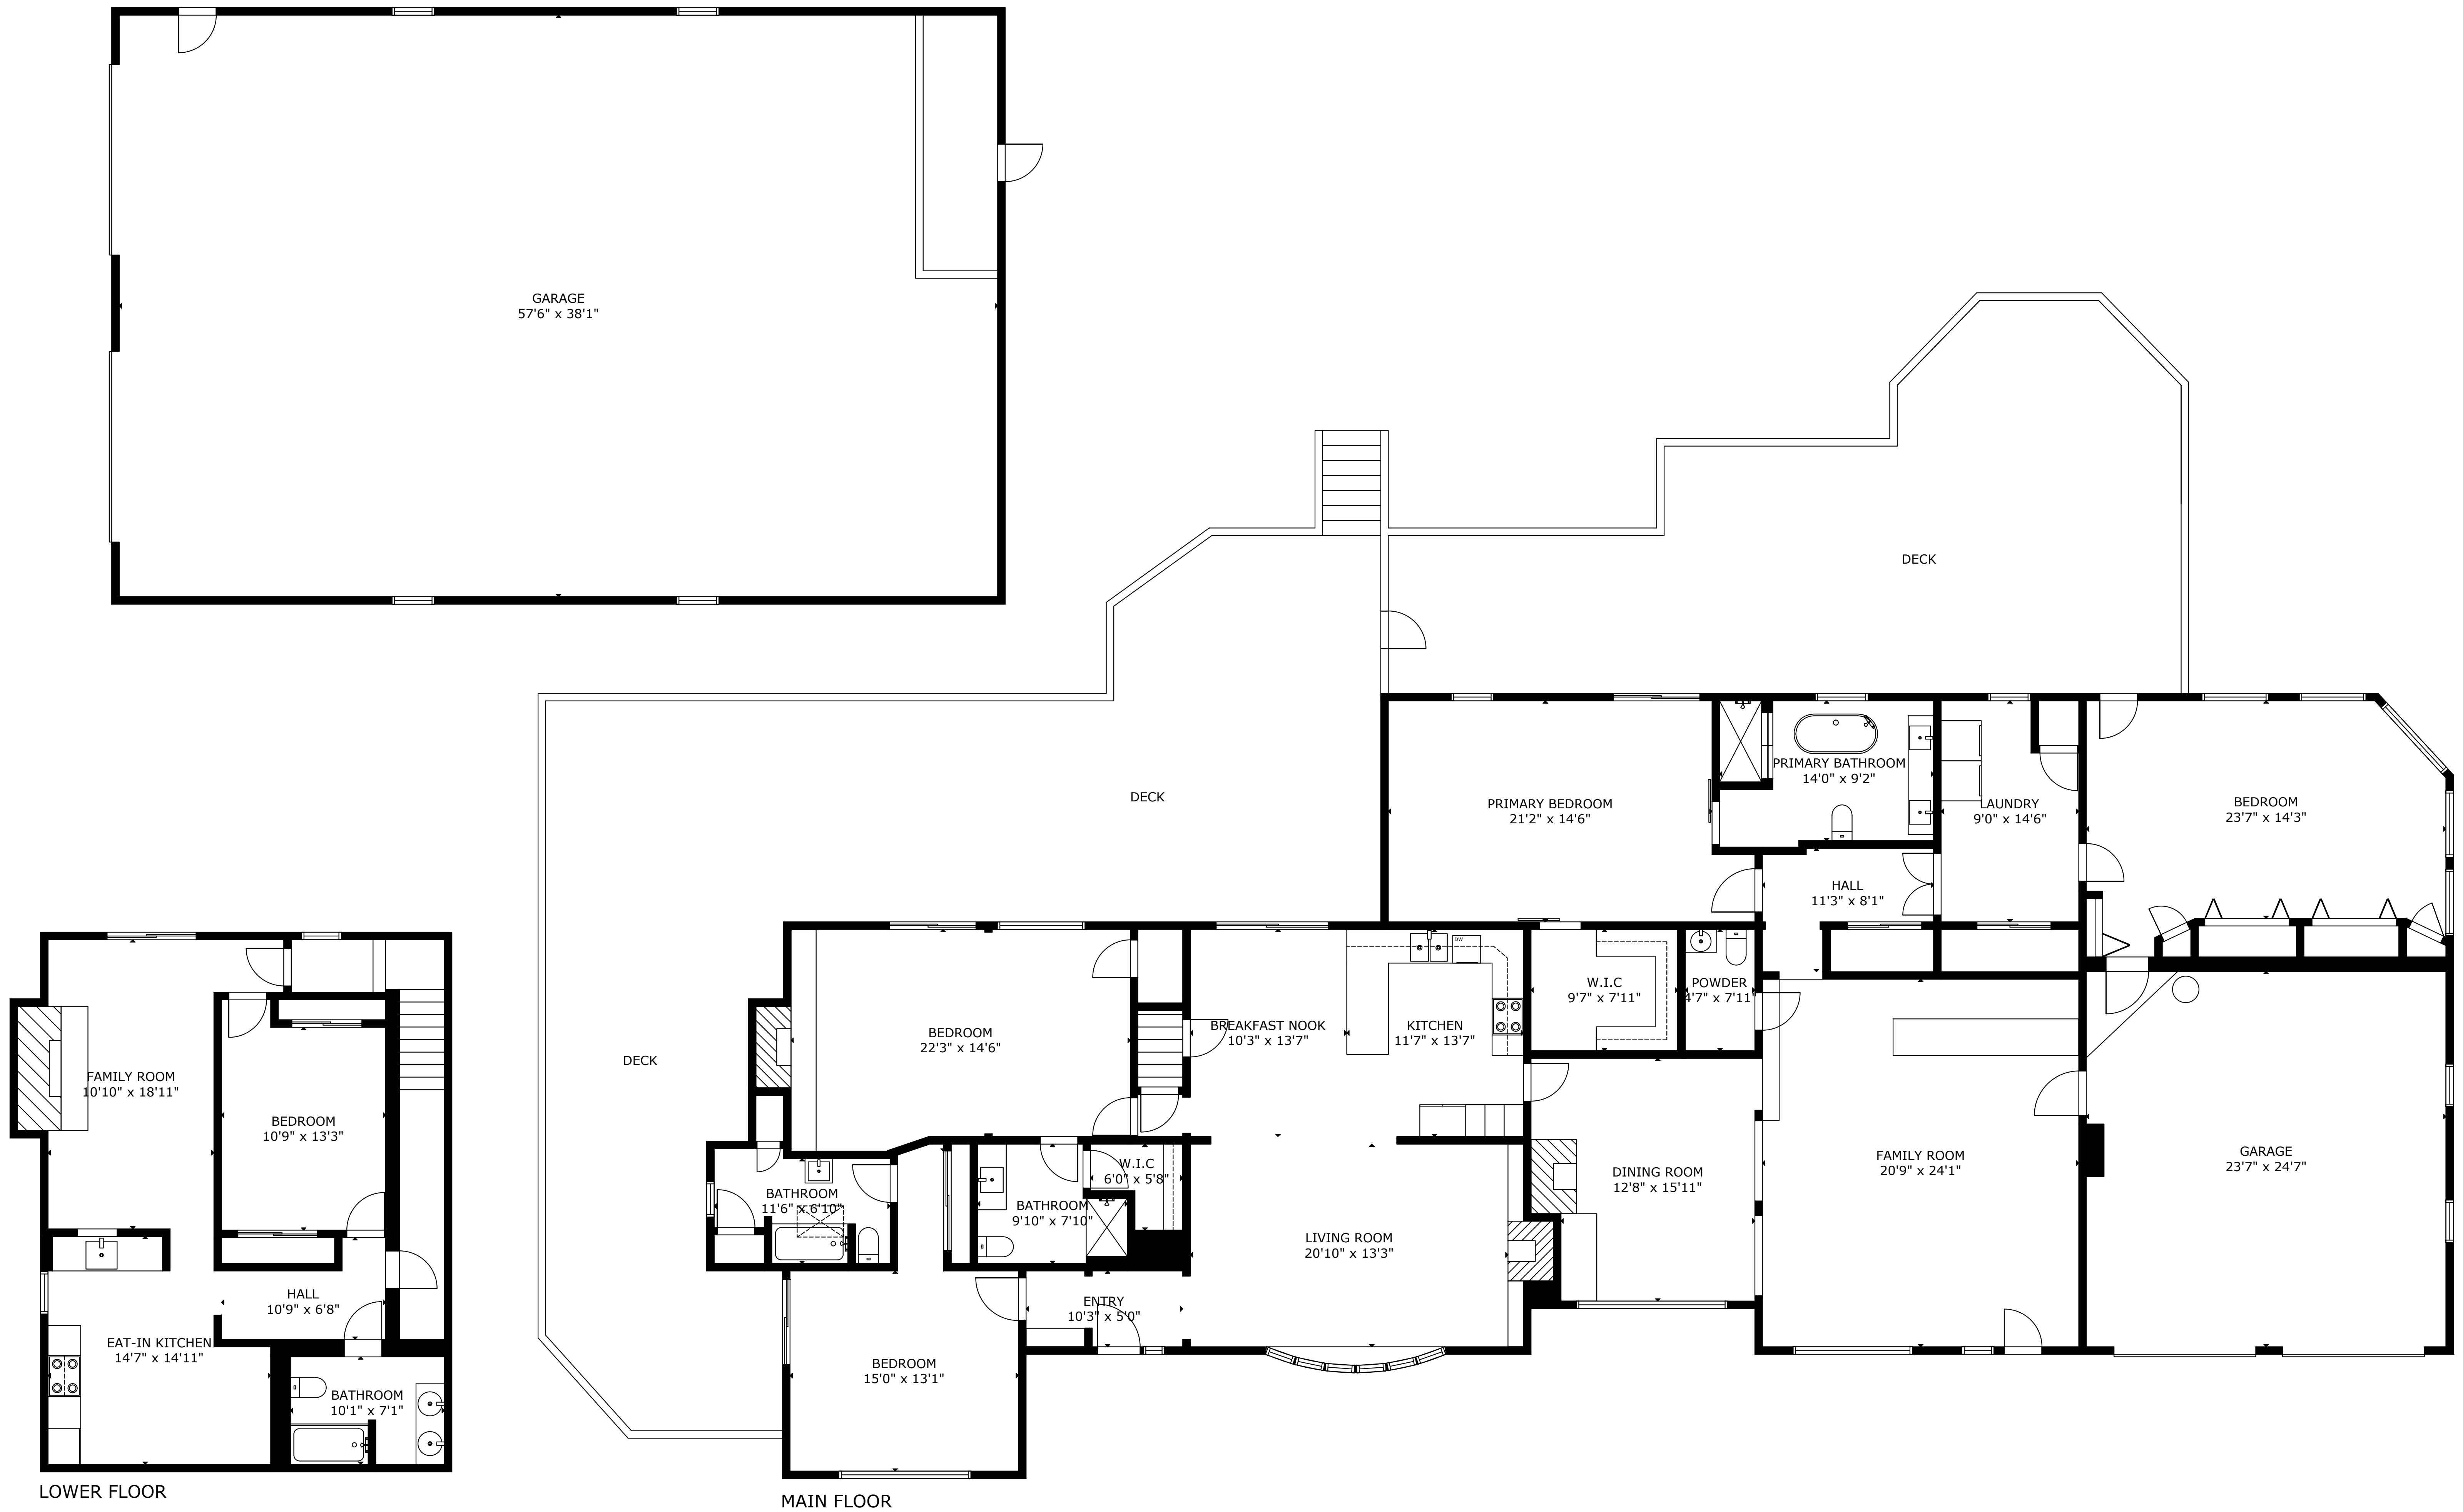 GARAGE
57'6" x 38'1"
DECK
DECK
DECK
PRIMARY BEDROOM
21'2" x 14'6"
PRIMARY BATHROOM
14'0" x 9'2"
LAUNDRY
9'0" x 14'6"
BEDROOM
23'7" x 14'3"
HALL
11'3" x 8'1"
BEDROOM
22'3" x 14'6"
BREAKFAST NOOK
10'3" x 13'7"
KITCHEN
11'7" x 13'7"
DW
W.I.C
9'7" x 7'11"
POWDER
4'7" x 7'11"
FAMILY ROOM
20'9" x 24'1"
GARAGE
23'7" x 24'7"
DINING ROOM
12'8" x 15'11"
W.I.C
6'0" x 5'8"
BATHROOM
11'6" x 6'10"
BATHROOM
9'10" x 7'10"
LIVING ROOM
20'10" x 13'3"
ENTRY
10'3" x 5'0"
BEDROOM
15'0" x 13'1"
MAIN FLOOR
FAMILY ROOM
10'10" x 18'11"
BEDROOM
10'9" x 13'3"
HALL
10'9" x 6'8"
EAT-IN KITCHEN
14'7" x 14'11"
BATHROOM
10'1" x 7'1"
LOWER FLOOR